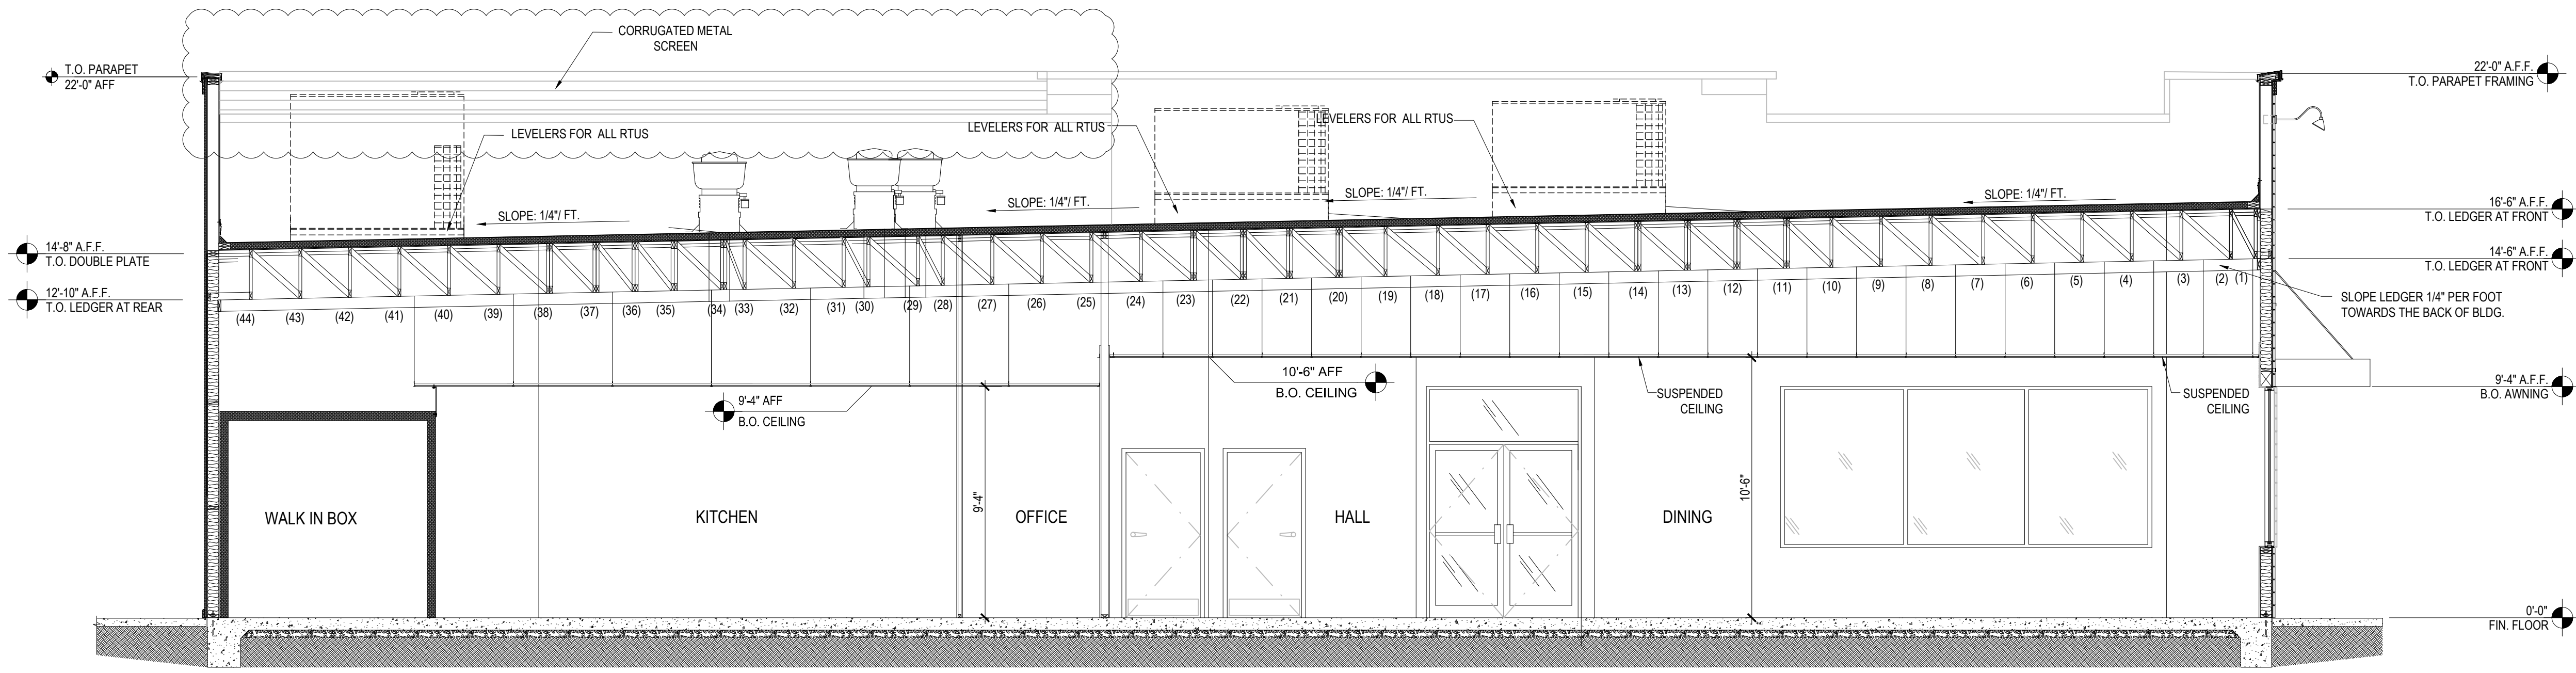 CORRUGATED METAL
SCREEN
T.O. PARAPET
22'-0" AFF
22'-0" A.F.F.
T.O. PARAPET FRAMING
LEVELERS FOR ALL RTUS
LEVELERS FOR ALL RTUS
LEVELERS FOR ALL RTUS
SLOPE: 1/4"/ FT.
SLOPE: 1/4"/ FT.
SLOPE: 1/4"/ FT.
SLOPE: 1/4"/ FT.
14'-8" A.F.F.
T.O. DOUBLE PLATE
16'-6" A.F.F.
T.O. LEDGER AT FRONT
12'-10" A.F.F.
T.O. LEDGER AT REAR
14'-6" A.F.F.
T.O. LEDGER AT FRONT
(44) (43) (42) (41) (40) (39) (38) (37) (36) (35) (34) (33) (32) (31) (30) (29) (28) (27) (26) (25) (24) (23) (22) (21) (20) (19) (18) (17) (16) (15) (14) (13) (12) (11) (10) (9) (8) (7) (6) (5) (4) (3) (2) (1)
SLOPE LEDGER 1/4" PER FOOT
TOWARDS THE BACK OF BLDG.
10'-6" AFF
B.O. CEILING
9'-4" AFF
B.O. CEILING
SUSPENDED
CEILING
SUSPENDED
CEILING
9'-4" A.F.F.
B.O. AWNING
9'-4"
10'-6"
WALK IN BOX
KITCHEN
OFFICE
HALL
DINING
0'-0"
FIN. FLOOR